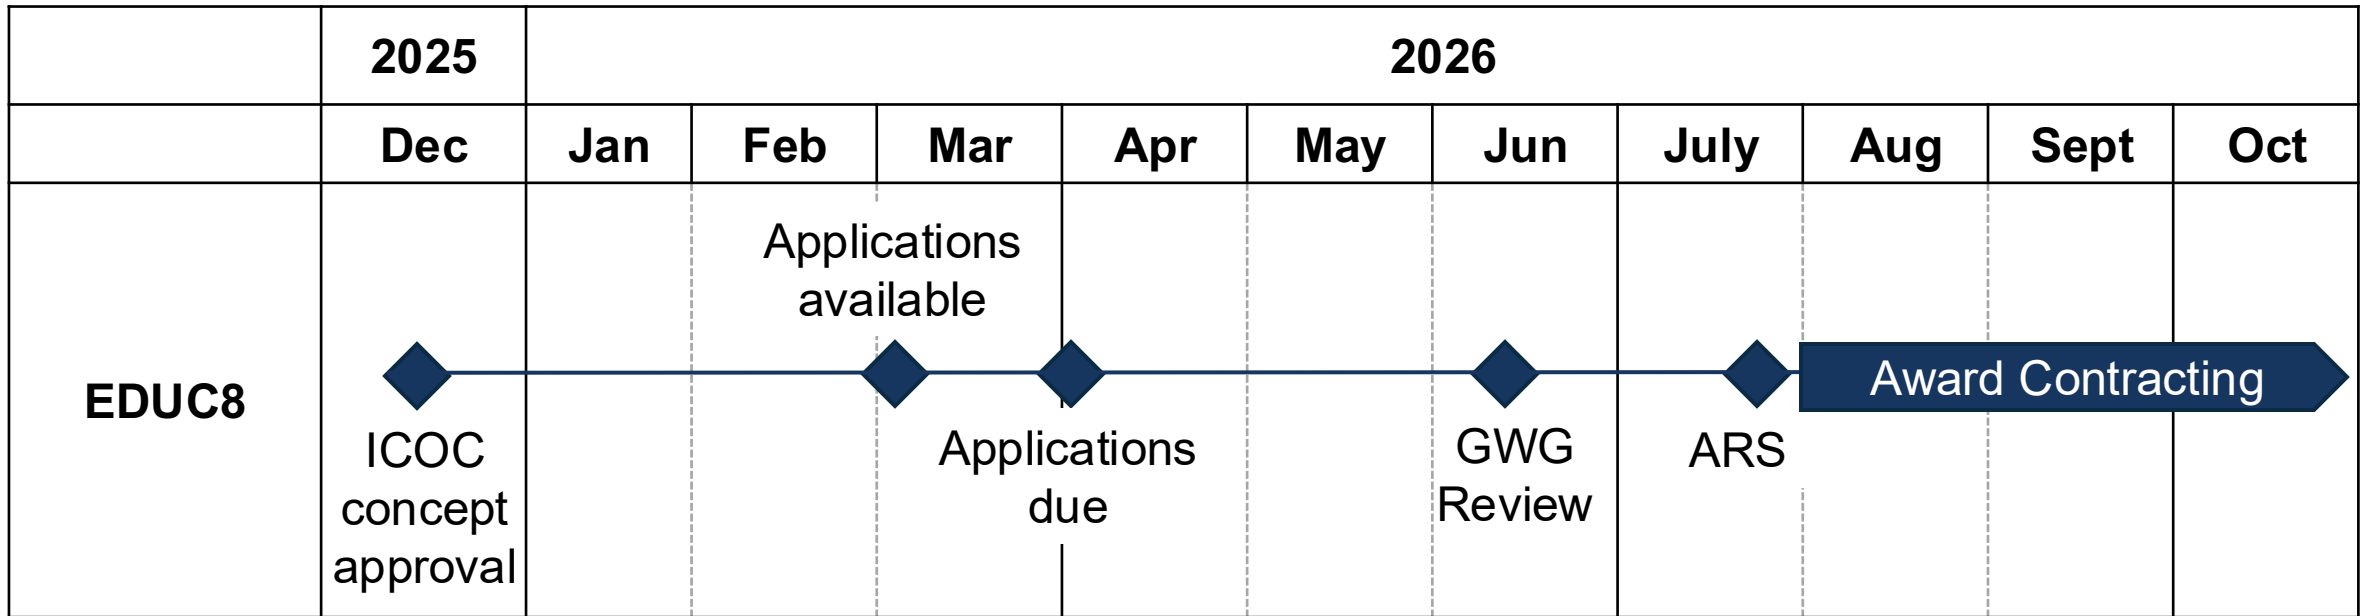 2025
2026
Dec
Jan
Feb
Mar
Apr
May
Jun
July
Aug
Sept
Oct
EDUC8
ICOC
concept
approval
Applications
available
Applications
due
GWG
Review
ARS
Award Contracting